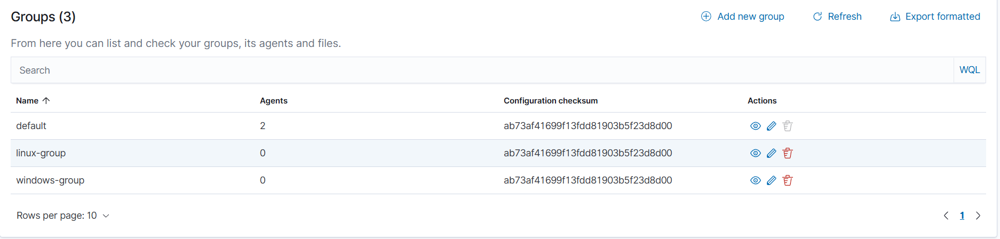 Groups (3)
Add new group
Refresh
Export formatted
From here you can list and check your groups, its agents and files.
Search
WQL
Name
Agents
Configuration checksum
Actions
default
2
ab73af41699f13fdd81903b5f23d8d00
linux-group
0
ab73af41699f13fdd81903b5f23d8d00
windows-group
0
ab73af41699f13fdd81903b5f23d8d00
Rows per page: 10
1